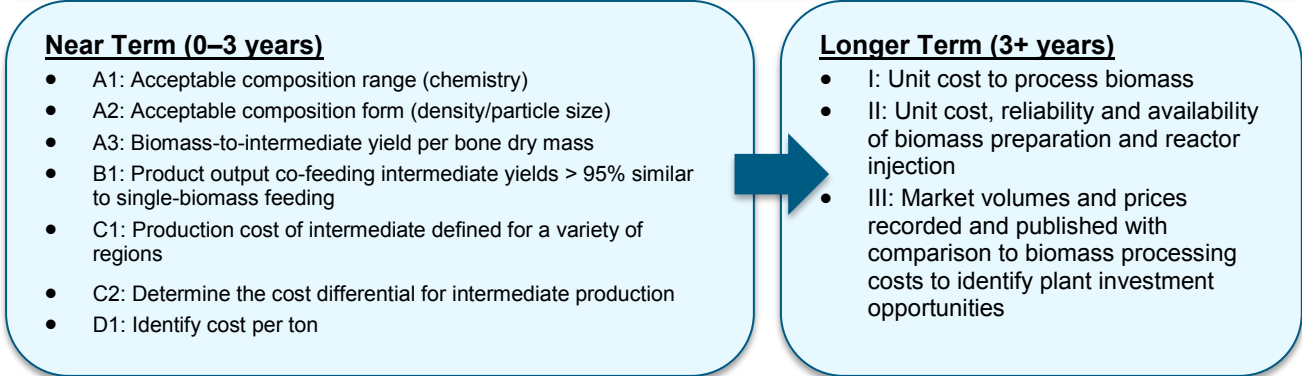 Near Term (0–3 years)
• A1: Acceptable composition range (chemistry)
• A2: Acceptable composition form (density/particle size)
• A3: Biomass-to-intermediate yield per bone dry mass
• B1: Product output co-feeding intermediate yields > 95% similar
to single-biomass feeding
• C1: Production cost of intermediate defined for a variety of
regions
• C2: Determine the cost differential for intermediate production
• D1: Identify cost per ton
Longer Term (3+ years)
• I: Unit cost to process biomass
• II: Unit cost, reliability and availability
of biomass preparation and reactor
injection
• III: Market volumes and prices
recorded and published with
comparison to biomass processing
costs to identify plant investment
opportunities